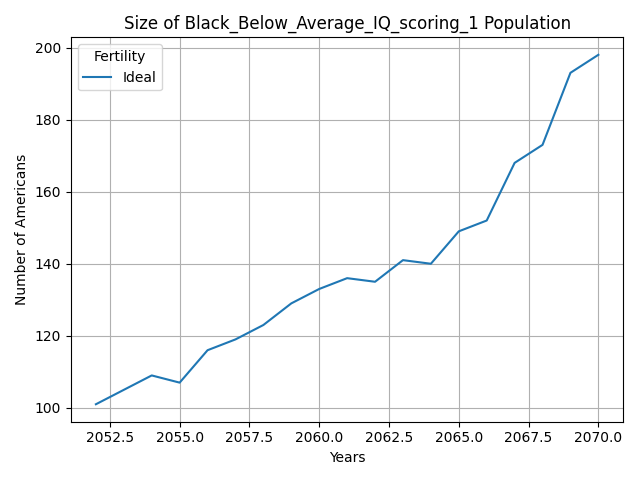 Size of Black_Below_Average_IQ_scoring_1 Population
Fertility
Ideal
Number of Americans
200
180
160
140
120
100
2052.5 2055.0 2057.5 2060.0 2062.5 2065.0 2067.5 2070.0
Years